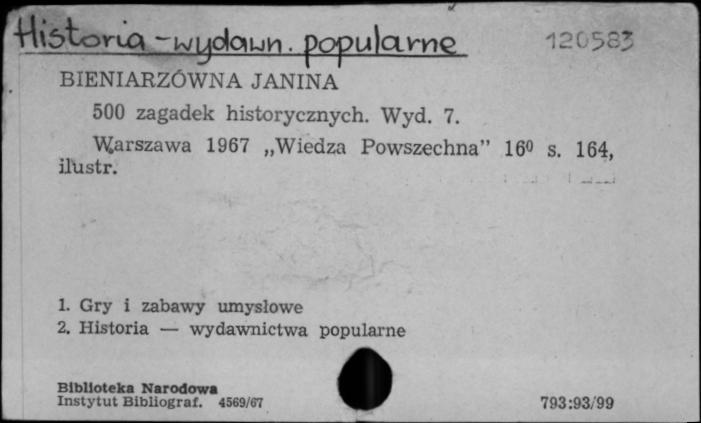 Historia - wydawn. popularne 120583
BIENIARZÓWNA JANINA
500 zagadek historycznych. Wyd. 7.
Warszawa 1967 „Wiedza Powszechna” 16⁰ s. 164,
ilustr.
1. Gry i zabawy umysłowe
2. Historia — wydawnictwa popularne
Biblioteka Narodowa
Instytut Bibliograf. 4569/67 793:93/99